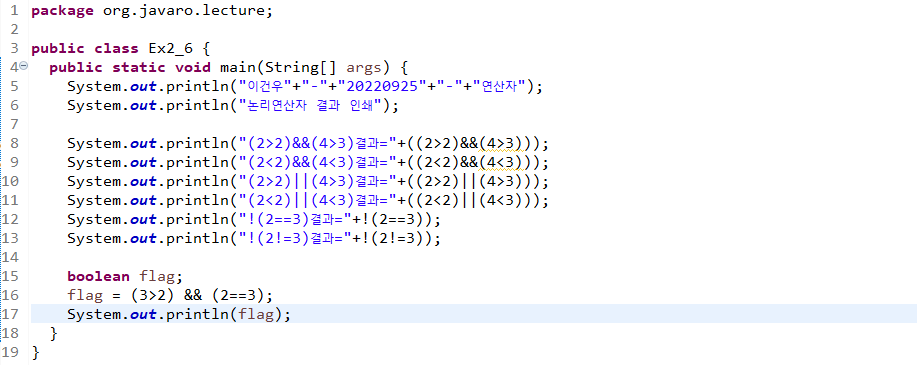 1 package org.javaro.lecture;
2
3 public class Ex2_6 {
4 public static void main(String[] args) {
5 System.out.println("이건우"+"-"+"20220925"+"-"+"연산자");
6 System.out.println("논리연산자 결과 인쇄");
7
8 System.out.println("(2>2)&&(4>3)결과="+((2>2)&&(4>3)));
9 System.out.println("(2<2)&&(4<3)결과="+((2<2)&&(4<3)));
10 System.out.println("(2>2)||(4>3)결과="+((2>2)||(4>3)));
11 System.out.println("(2<2)||(4<3)결과="+((2<2)||(4<3)));
12 System.out.println("!(2==3)결과="+!(2==3));
13 System.out.println("!(2!=3)결과="+!(2!=3));
14
15 boolean flag;
16 flag = (3>2) && (2==3);
17 System.out.println(flag);
18 }
19 }